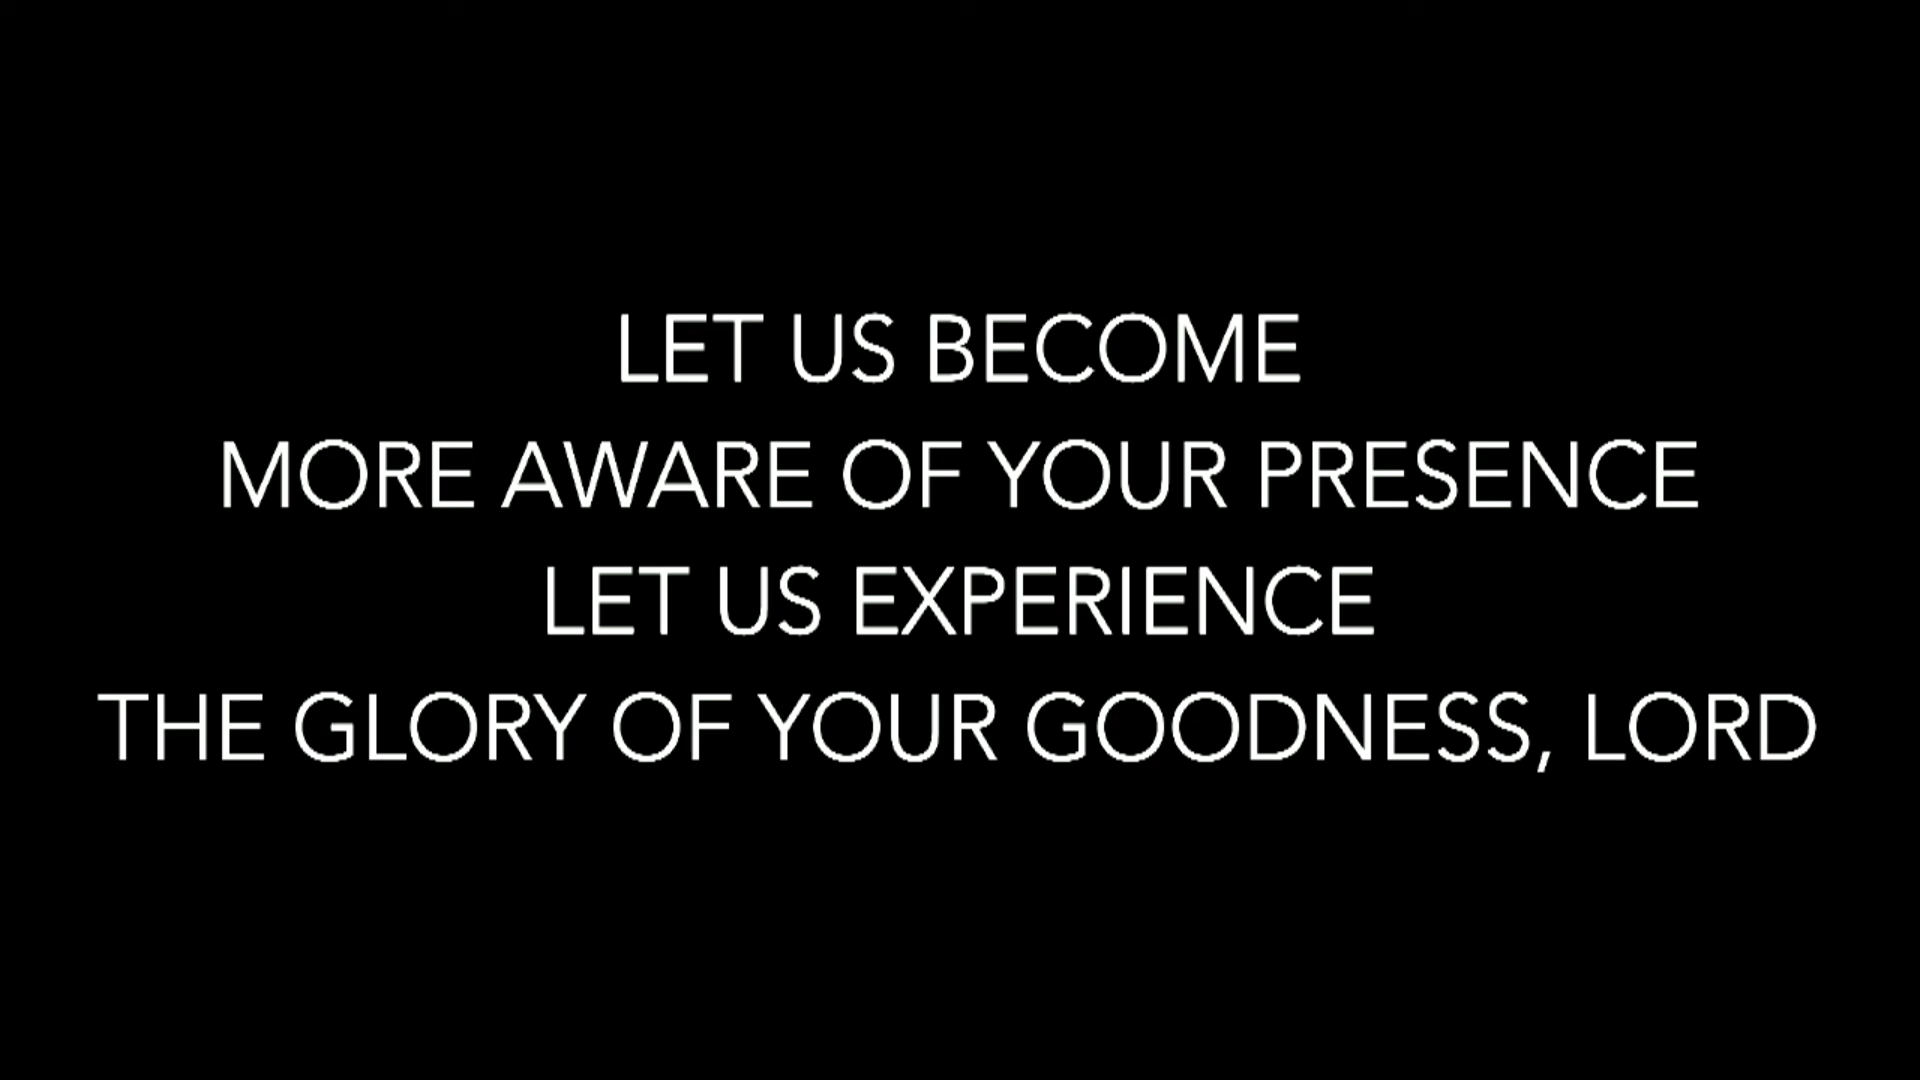 LET US BECOME
MORE AWARE OF YOUR PRESENCE
LET US EXPERIENCE
THE GLORY OF YOUR GOODNESS, LORD